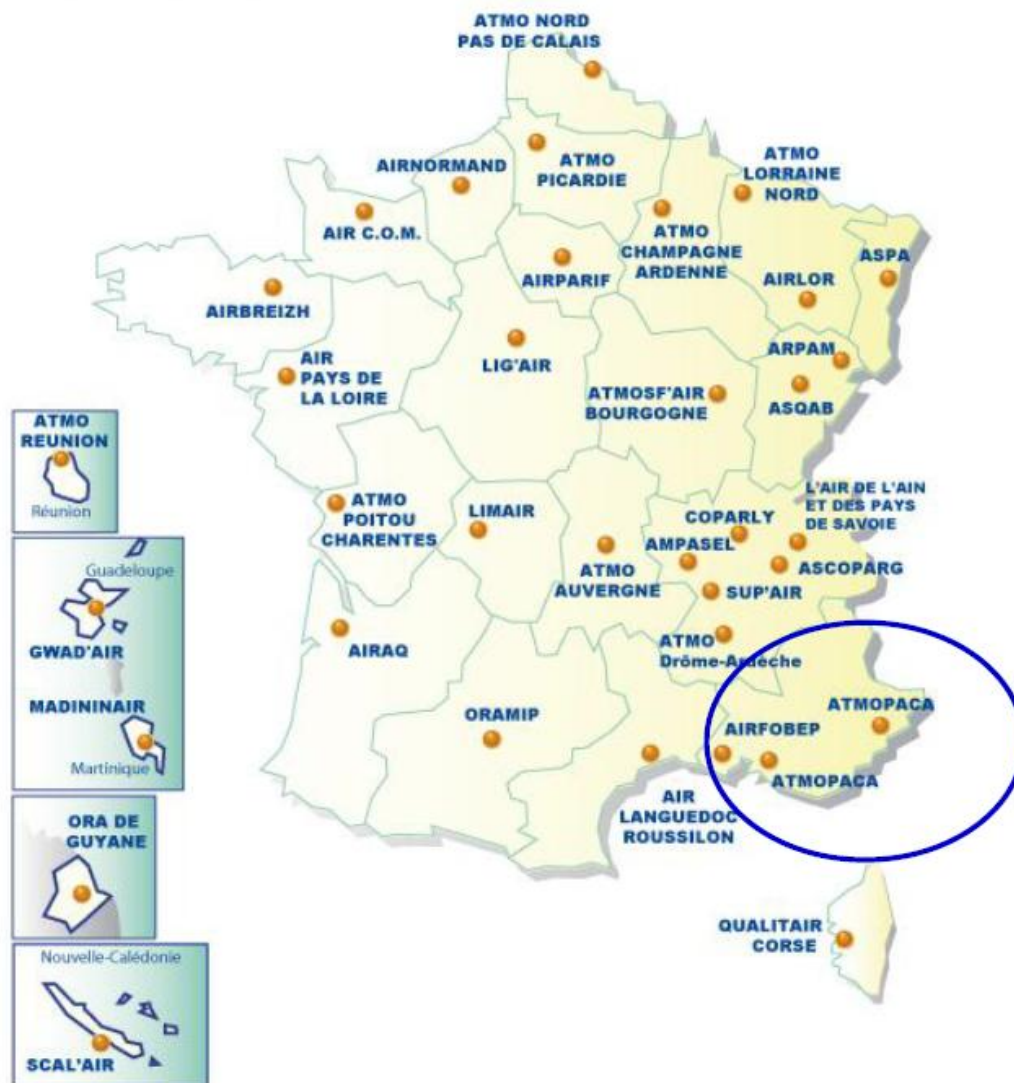 ATMO NORD
PAS DE CALAIS
AIRNORMAND
ATMO
PICARDIE
ATMO
LORRAINE
NORD
AIR C.O.M.
ATMO
CHAMPAGNE
ARDENNE
ASPA
AIRPARIF
AIRLOR
AIRBREIZH
AIR
PAYS DE
LA LOIRE
LIG'AIR
ARPAM
ATMOSF'AIR
BOURGOGNE
ASQAB
ATMO
REUNION
Réunion
ATMO
POITOU
CHARENTES
LIMAIR
L'AIR DE L'AIN
ET DES PAYS
DE SAVOIE
COPARLY
AMPASEL
ASCOPARG
ATMO
AUVERGNE
SUP'AIR
Guadeloupe
GWAD'AIR
MADININAIR
Martinique
AIRAQ
ATMO
Drôme-Ardèche
ORAMIP
AIRFOBEP
ATMOPACA
ATMOPACA
AIR
LANGUEDOC
ROUSSILON
ORA DE
GUYANE
QUALITAIR
CORSE
Nouvelle-Calédonie
SCAL'AIR